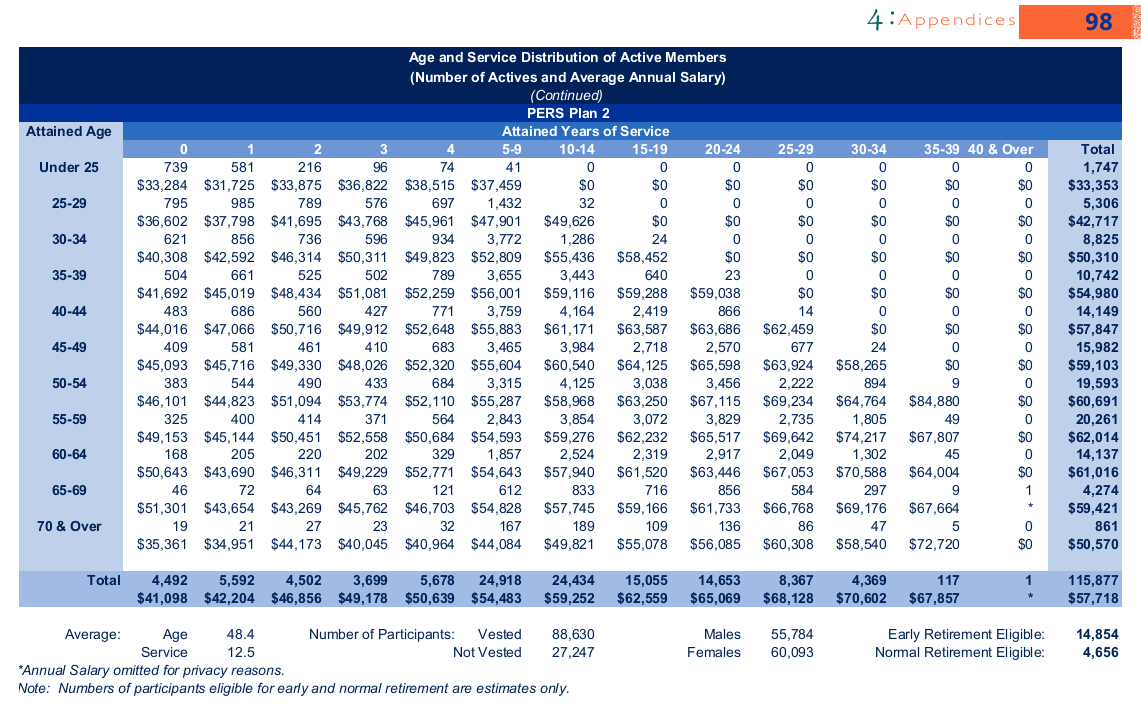 4: Appendices 98
Age and Service Distribution of Active Members
(Number of Actives and Average Annual Salary)
(Continued)
PERS Plan 2
Attained Age Attained Years of Service
0 1 2 3 4 5-9 10-14 15-19 20-24 25-29 30-34 35-39 40 & Over Total
Under 25 739 581 216 96 74 41 0 0 0 0 0 0 0 1,747
$33,284 $31,725 $33,875 $36,822 $38,515 $37,459 $0 $0 $0 $0 $0 $0 $0 $33,353
25-29 795 985 789 576 697 1,432 32 0 0 0 0 0 0 5,306
$36,602 $37,798 $41,695 $43,768 $45,961 $47,901 $49,626 $0 $0 $0 $0 $0 $0 $42,717
30-34 621 856 736 596 934 3,772 1,286 24 0 0 0 0 0 8,825
$40,308 $42,592 $46,314 $50,311 $49,823 $52,809 $55,436 $58,452 $0 $0 $0 $0 $0 $50,310
35-39 504 661 525 502 789 3,655 3,443 640 23 0 0 0 0 10,742
$41,692 $45,019 $48,434 $51,081 $52,259 $56,001 $59,116 $59,288 $59,038 $0 $0 $0 $0 $54,980
40-44 483 686 560 427 771 3,759 4,164 2,419 866 14 0 0 0 14,149
$44,016 $47,066 $50,716 $49,912 $52,648 $55,883 $61,171 $63,587 $63,686 $62,459 $0 $0 $0 $57,847
45-49 409 581 461 410 683 3,465 3,984 2,718 2,570 677 24 0 0 15,982
$45,093 $45,716 $49,330 $48,026 $52,320 $55,604 $60,540 $64,125 $65,598 $63,924 $58,265 $0 $0 $59,103
50-54 383 544 490 433 684 3,315 4,125 3,038 3,456 2,222 894 9 0 19,593
$46,101 $44,823 $51,094 $53,774 $52,110 $55,287 $58,968 $63,250 $67,115 $69,234 $64,764 $84,880 $0 $60,691
55-59 325 400 414 371 564 2,843 3,854 3,072 3,829 2,735 1,805 49 0 20,261
$49,153 $45,144 $50,451 $52,558 $50,684 $54,593 $59,276 $62,232 $65,517 $69,642 $74,217 $67,807 $0 $62,014
60-64 168 205 220 202 329 1,857 2,524 2,319 2,917 2,049 1,302 45 0 14,137
$50,643 $43,690 $46,311 $49,229 $52,771 $54,643 $57,940 $61,520 $63,446 $67,053 $70,588 $64,004 $0 $61,016
65-69 46 72 64 63 121 612 833 716 856 584 297 9 1 4,274
$51,301 $43,654 $43,269 $45,762 $46,703 $54,828 $57,745 $59,166 $61,733 $66,768 $69,176 $67,664 * $59,421
70 & Over 19 21 27 23 32 167 189 109 136 86 47 5 0 861
$35,361 $34,951 $44,173 $40,045 $40,964 $44,084 $49,821 $55,078 $56,085 $60,308 $58,540 $72,720 $0 $50,570
Total 4,492 5,592 4,502 3,699 5,678 24,918 24,434 15,055 14,653 8,367 4,369 117 1 115,877
$41,098 $42,204 $46,856 $49,178 $50,639 $54,483 $59,252 $62,559 $65,069 $68,128 $70,602 $67,857 * $57,718
Average: Age 48.4 Number of Participants: Vested 88,630 Males 55,784 Early Retirement Eligible: 14,854
Service 12.5 Not Vested 27,247 Females 60,093 Normal Retirement Eligible: 4,656
*Annual Salary omitted for privacy reasons.
Note: Numbers of participants eligible for early and normal retirement are estimates only.